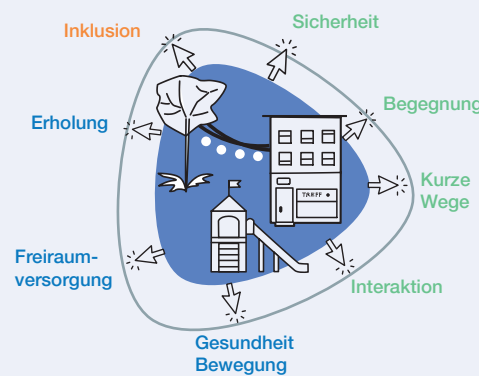 Inklusion
Sicherheit
Erholung
Begegnung
Kurze
Wege
TREFF
Freiraum-
versorgung
Interaktion
Gesundheit
Bewegung